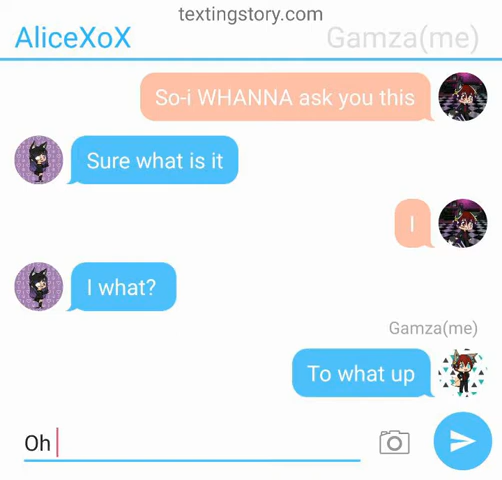 textingstory.com
AliceXoX
Gamza(me)
So-i WHANNA ask you this
Sure what is it
I
I what?
Gamza(me)
To what up
Oh